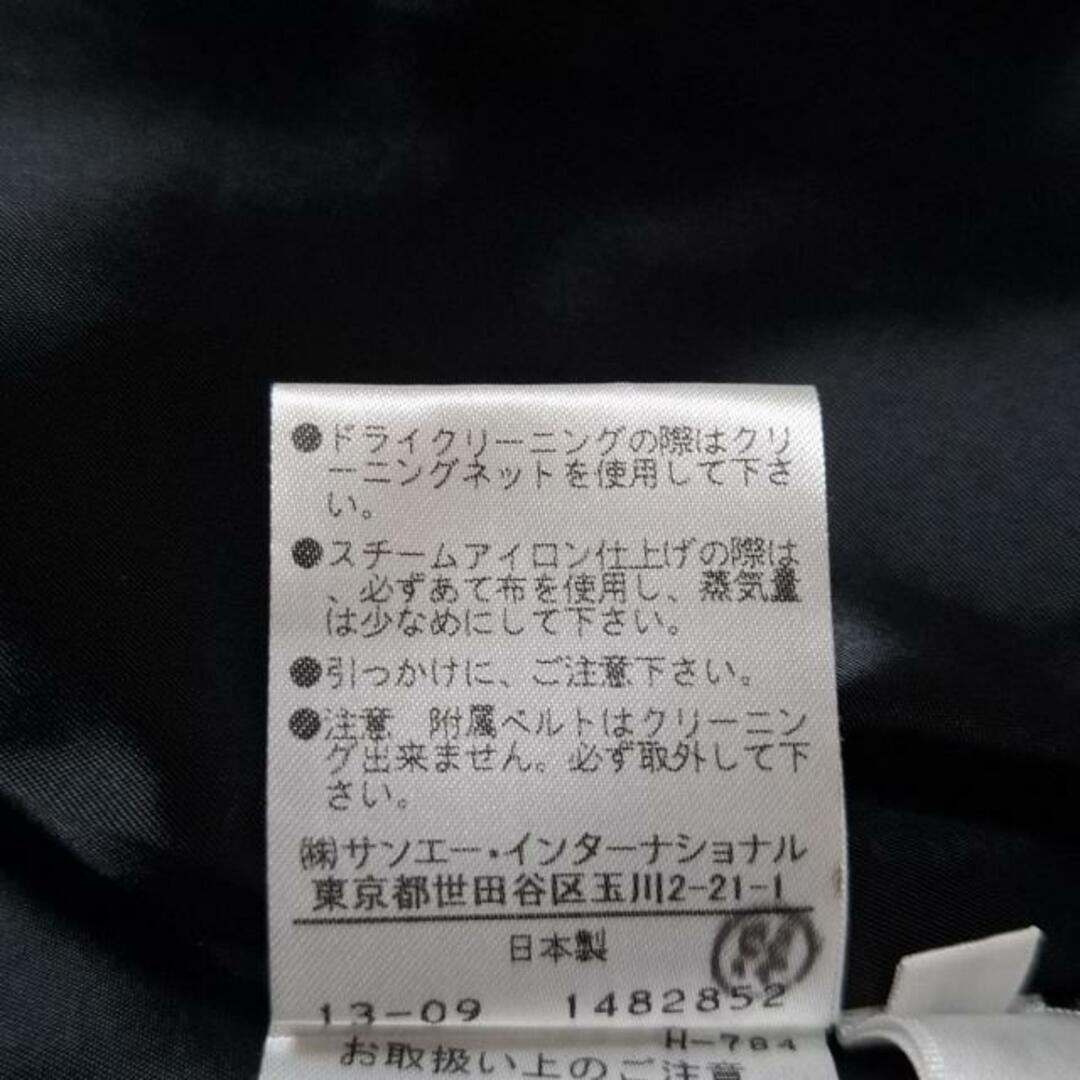 ●ドライクリーニングの際はクリ
ーニングネットを使用して下さ
い。
●スチームアイロン仕上げの際は
、必ずあて布を使用し、蒸気量
は少なめにして下さい。
●引っかけに、ご注意下さい。
●注意 附属ベルトはクリーニン
グ出来ません。必ず取外して下
さい。
㈱サンエー・インターナショナル
東京都世田谷区玉川2-21-1
日本製
13-09 1482852
H-784
お取扱い上のご注意